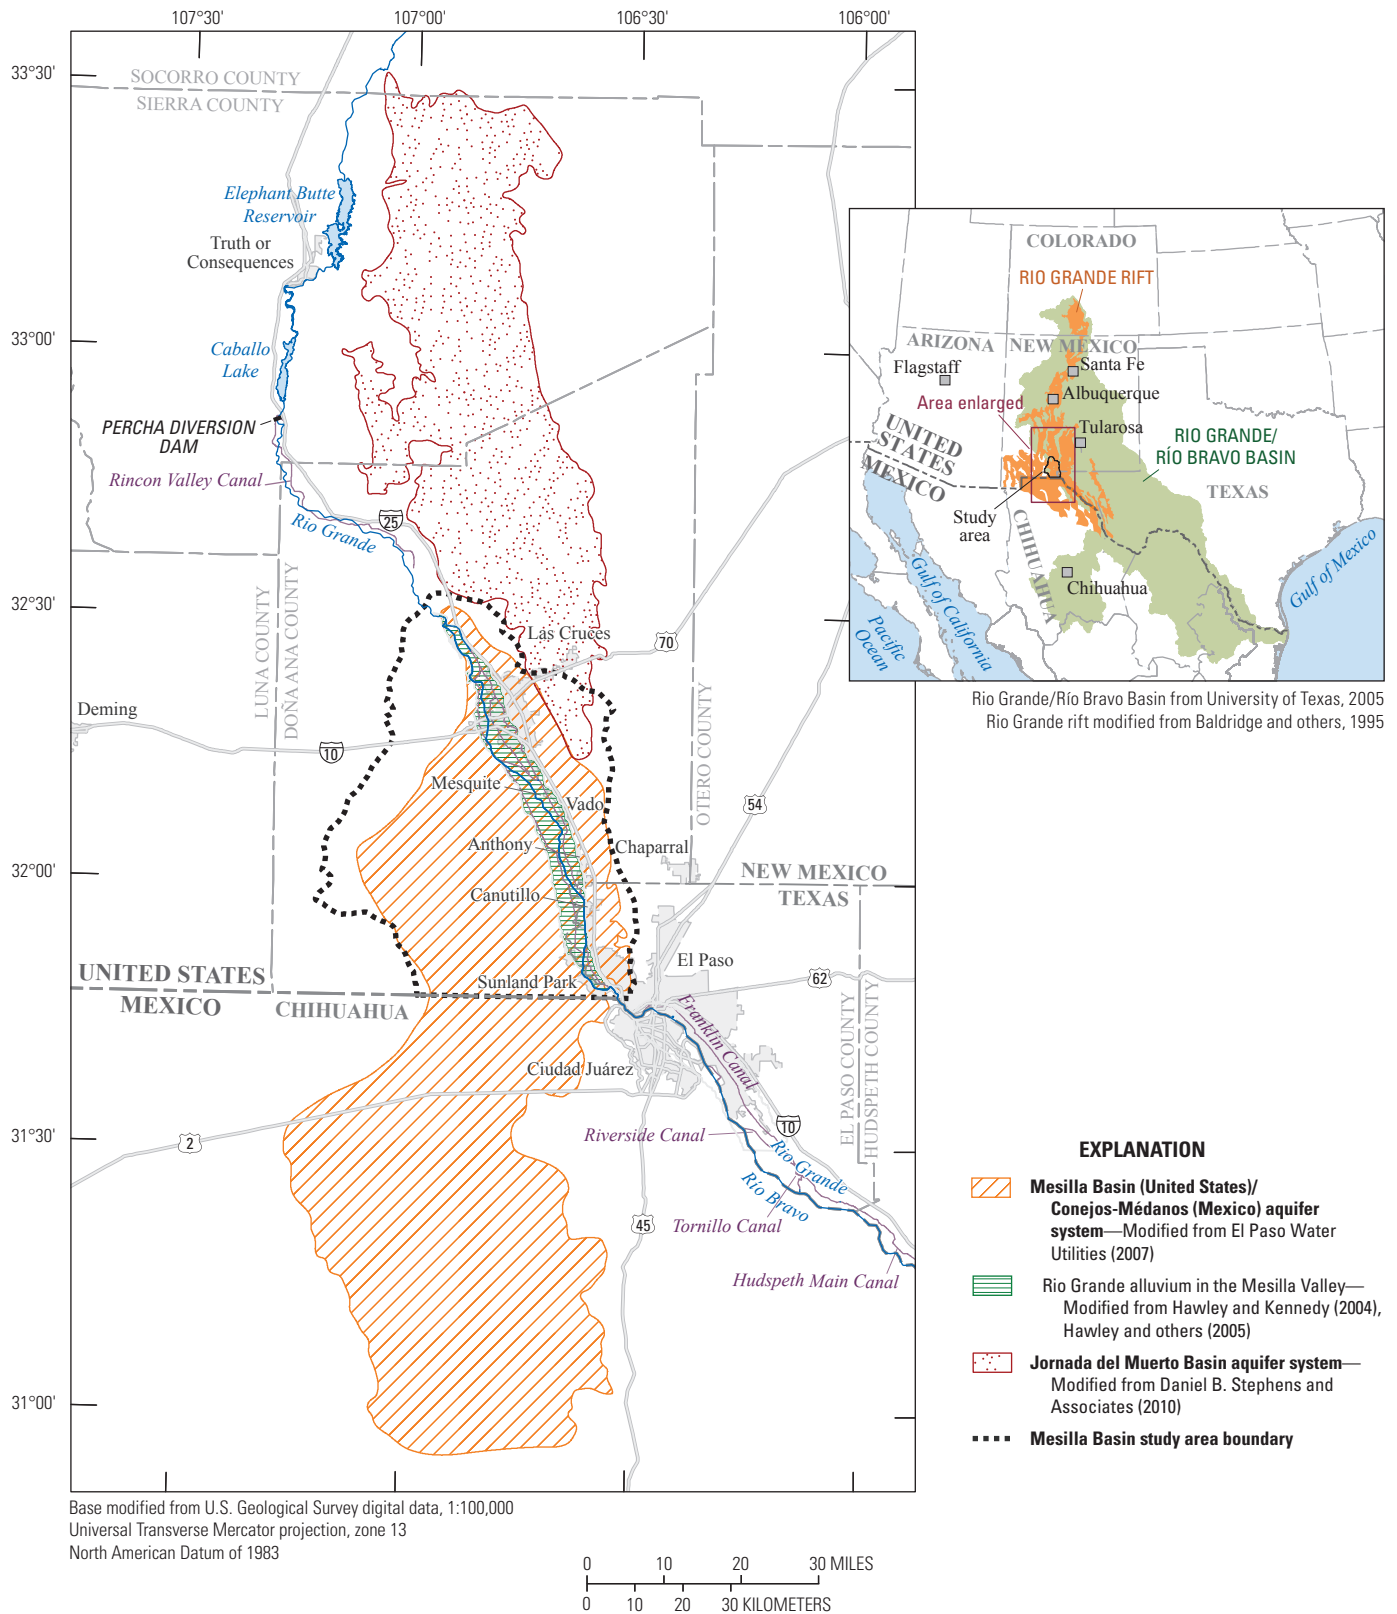 107°30'
107°00'
106°30'
106°00'
33°30'
33°00'
32°30'
32°00'
31°30'
31°00'
SOCORRO COUNTY
SIERRA COUNTY
Elephant Butte
Reservoir
Truth or
Consequences
Caballo
Lake
PERCHA DIVERSION
DAM
Rincon Valley Canal
Rio Grande
25
LUNA COUNTY
DOÑA ANA COUNTY
Las Cruces
70
Deming
10
OTERO COUNTY
Mesquite
Vado
54
Anthony
Chaparral
Canutillo
NEW MEXICO
TEXAS
El Paso
Sunland Park
62
UNITED STATES
MEXICO
CHIHUAHUA
Franklin Canal
EL PASO COUNTY
HUDSPETH COUNTY
Ciudad Juárez
2
Riverside Canal
10
Rio Grande
Río Bravo
Tornillo Canal
45
Hudspeth Main Canal
COLORADO
RIO GRANDE RIFT
ARIZONA
NEW MEXICO
Flagstaff
Santa Fe
Area enlarged
Albuquerque
Tularosa
UNITED
STATES
MEXICO
RIO GRANDE/
RÍO BRAVO BASIN
TEXAS
Study
area
CHIHUAHUA
Chihuahua
Gulf of California
Gulf of Mexico
Pacific
Ocean
Rio Grande/Río Bravo Basin from University of Texas, 2005
Rio Grande rift modified from Baldridge and others, 1995
EXPLANATION
Mesilla Basin (United States)/
Conejos-Médanos (Mexico) aquifer
system—Modified from El Paso Water
Utilities (2007)
Rio Grande alluvium in the Mesilla Valley—
Modified from Hawley and Kennedy (2004),
Hawley and others (2005)
Jornada del Muerto Basin aquifer system—
Modified from Daniel B. Stephens and
Associates (2010)
Mesilla Basin study area boundary
Base modified from U.S. Geological Survey digital data, 1:100,000
Universal Transverse Mercator projection, zone 13
North American Datum of 1983
0 10 20 30 MILES
0 10 20 30 KILOMETERS